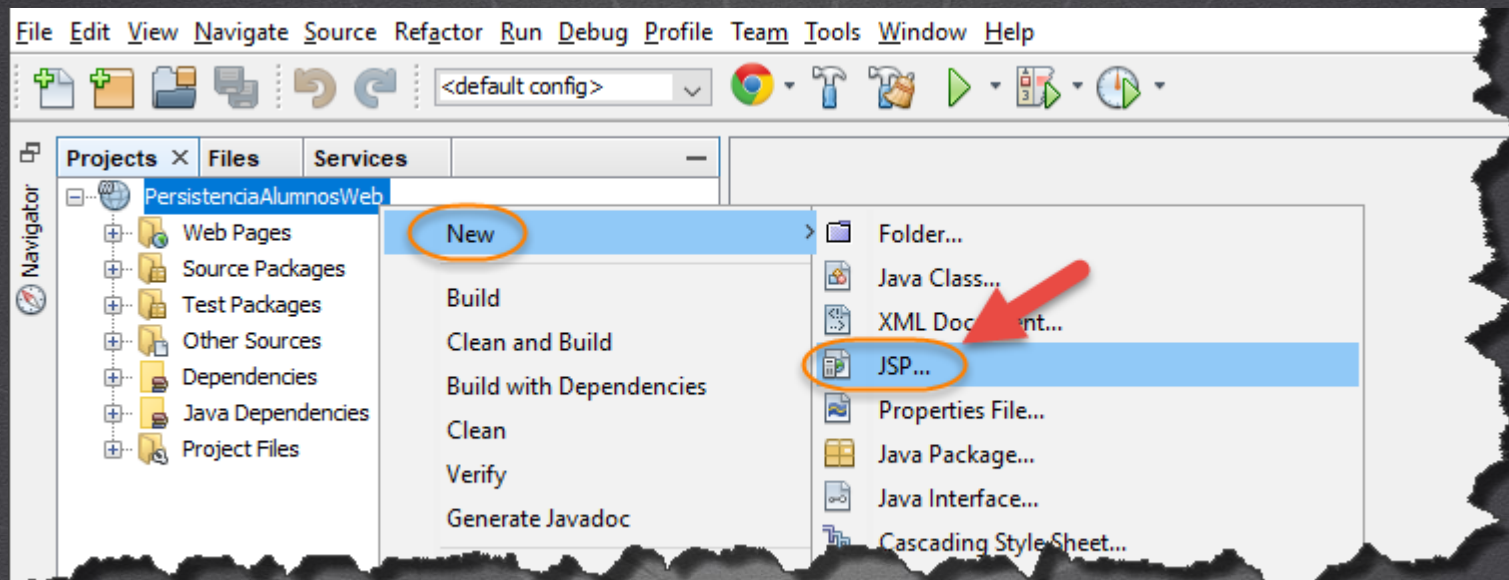 File Edit View Navigate Source Refactor Run Debug Profile Team Tools Window Help
<default config>
Projects Files Services
Navigator
PersistenciaAlumnosWeb
Web Pages
Source Packages
Test Packages
Other Sources
Dependencies
Java Dependencies
Project Files
New
Build
Clean and Build
Build with Dependencies
Clean
Verify
Generate Javadoc
Folder...
Java Class...
XML Document...
JSP...
Properties File...
Java Package...
Java Interface...
Cascading Style Sheet...